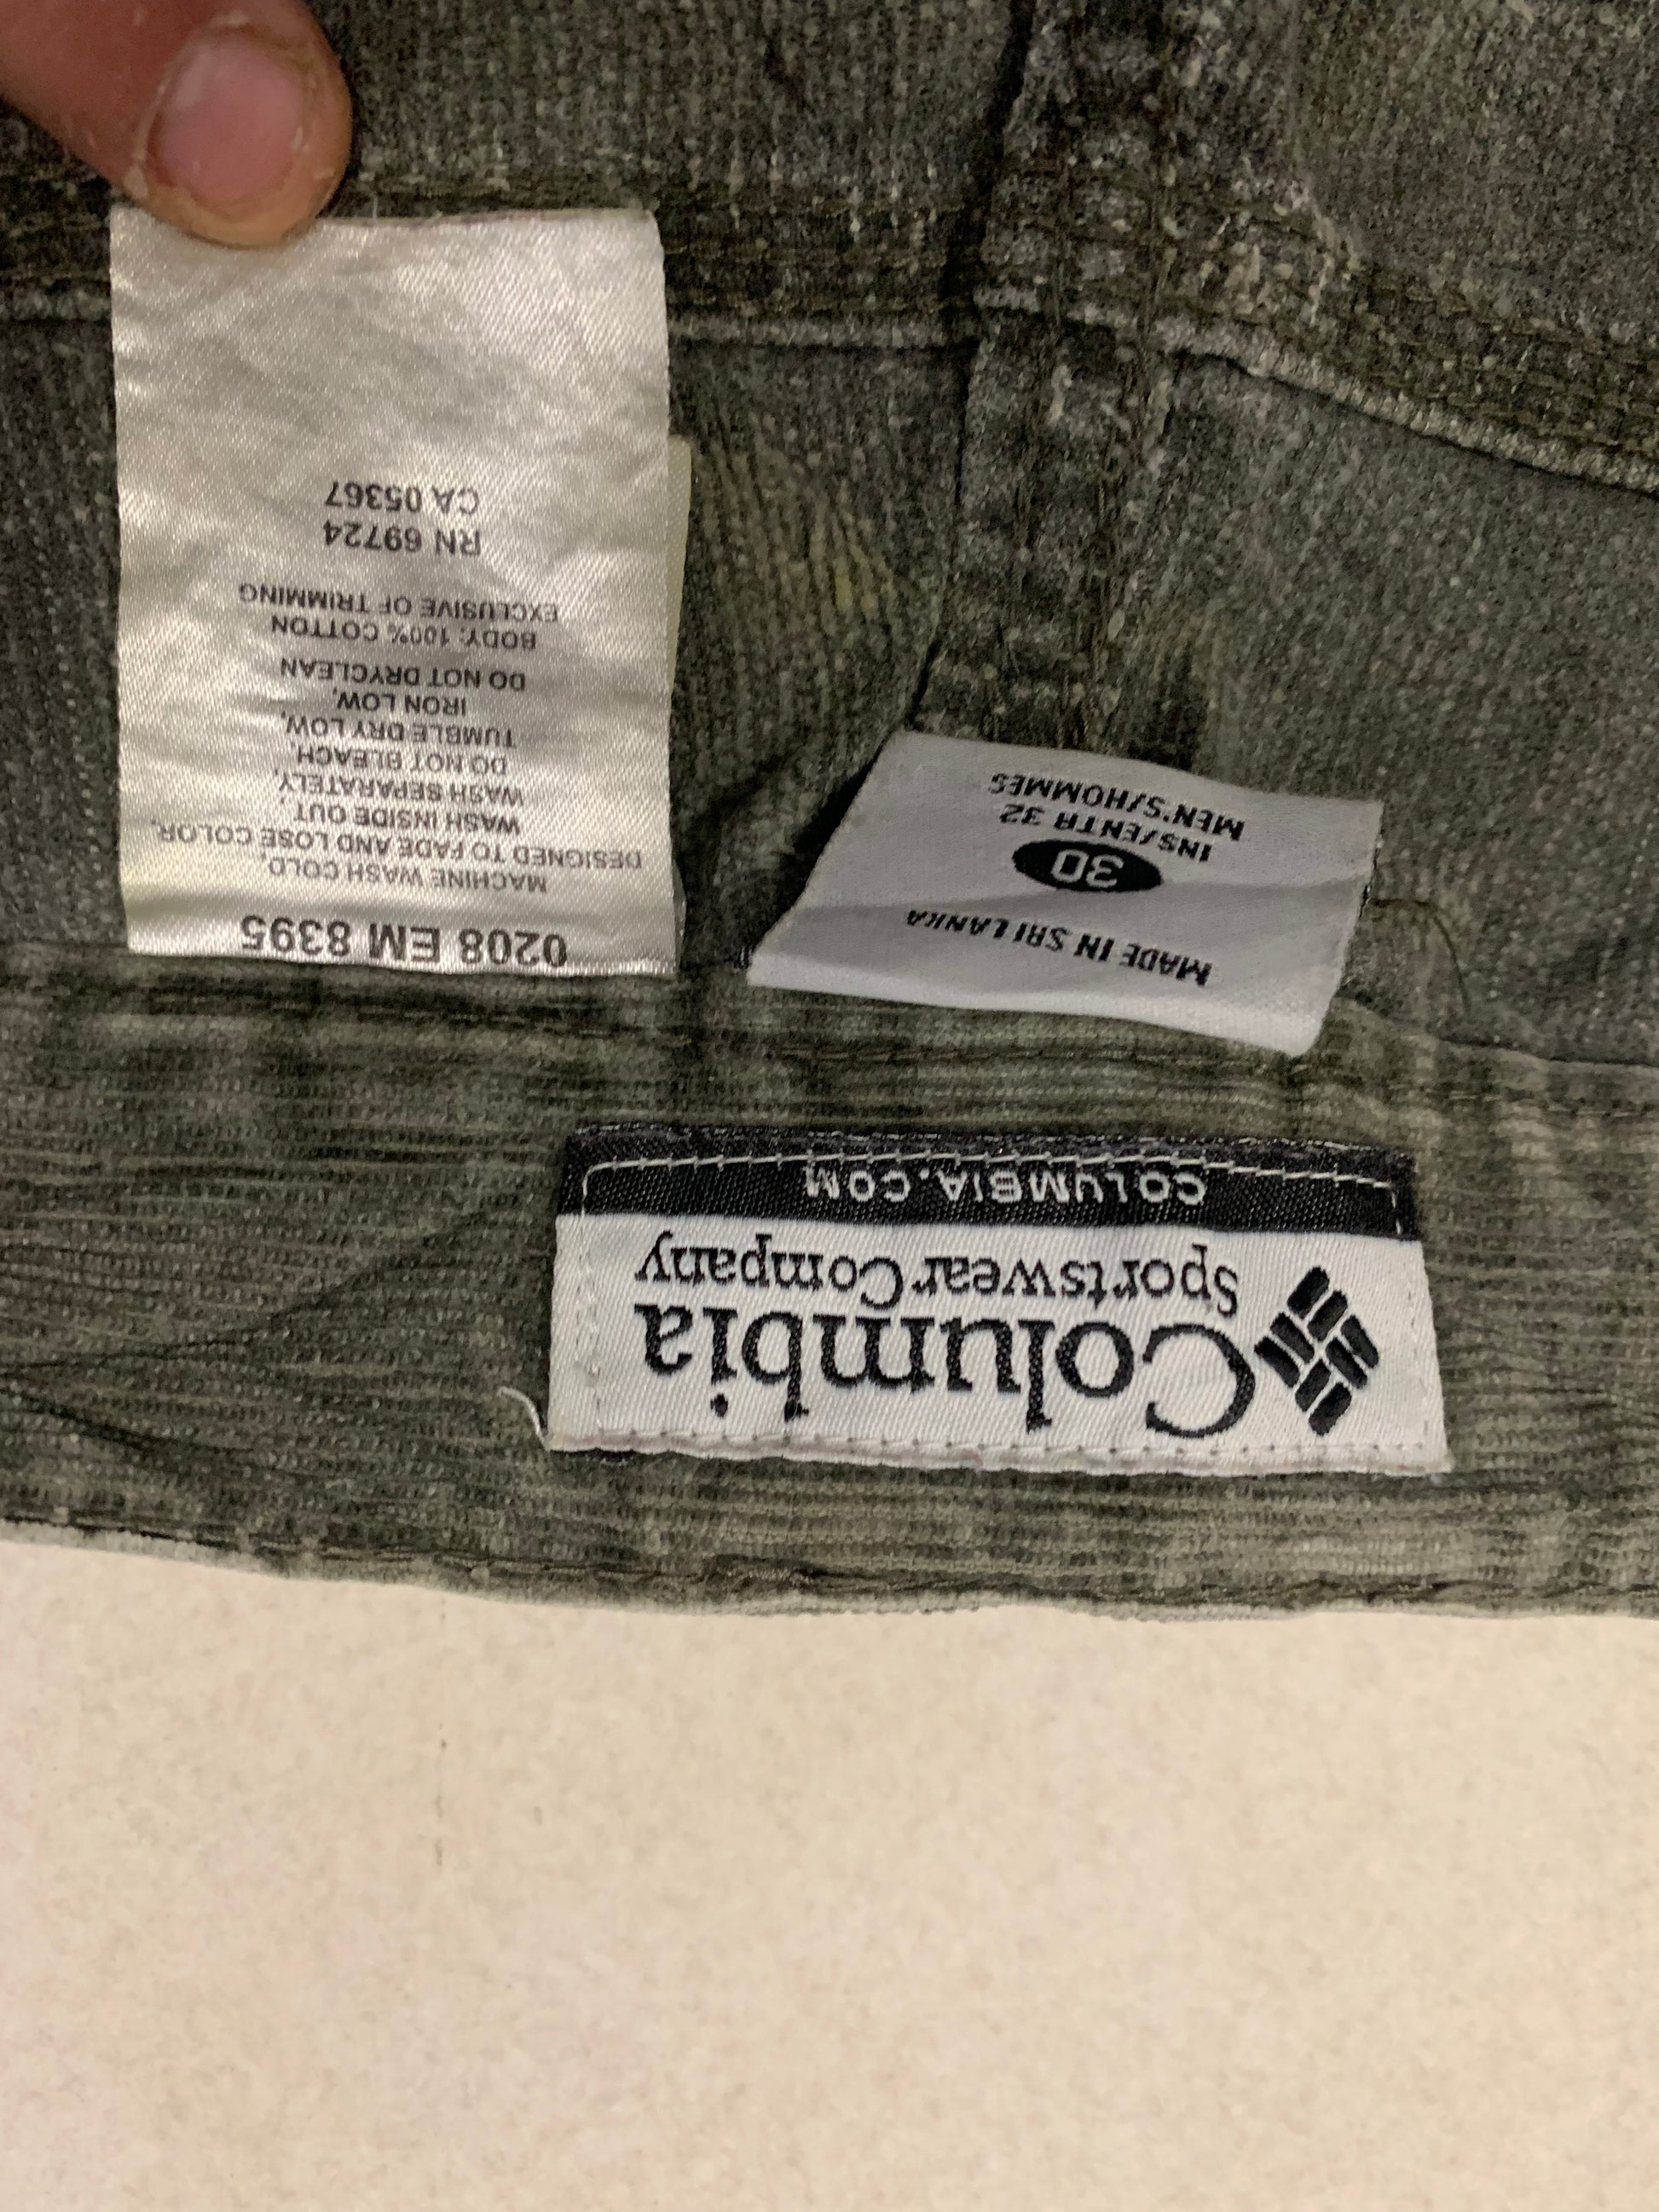 Columbia
Sportswear Company
COLUMBIA.COM
MADE IN SRI LANKA
30
INS/ENTR 32
MEN'S/HOMMES
0208 EM 8395
MACHINE WASH COLD,
DESIGNED TO FADE AND LOSE COLOR,
WASH INSIDE OUT,
WASH SEPARATELY,
DO NOT BLEACH,
TUMBLE DRY LOW,
IRON LOW,
DO NOT DRYCLEAN
BODY: 100% COTTON
EXCLUSIVE OF TRIMMING
RN 69724
CA 05367